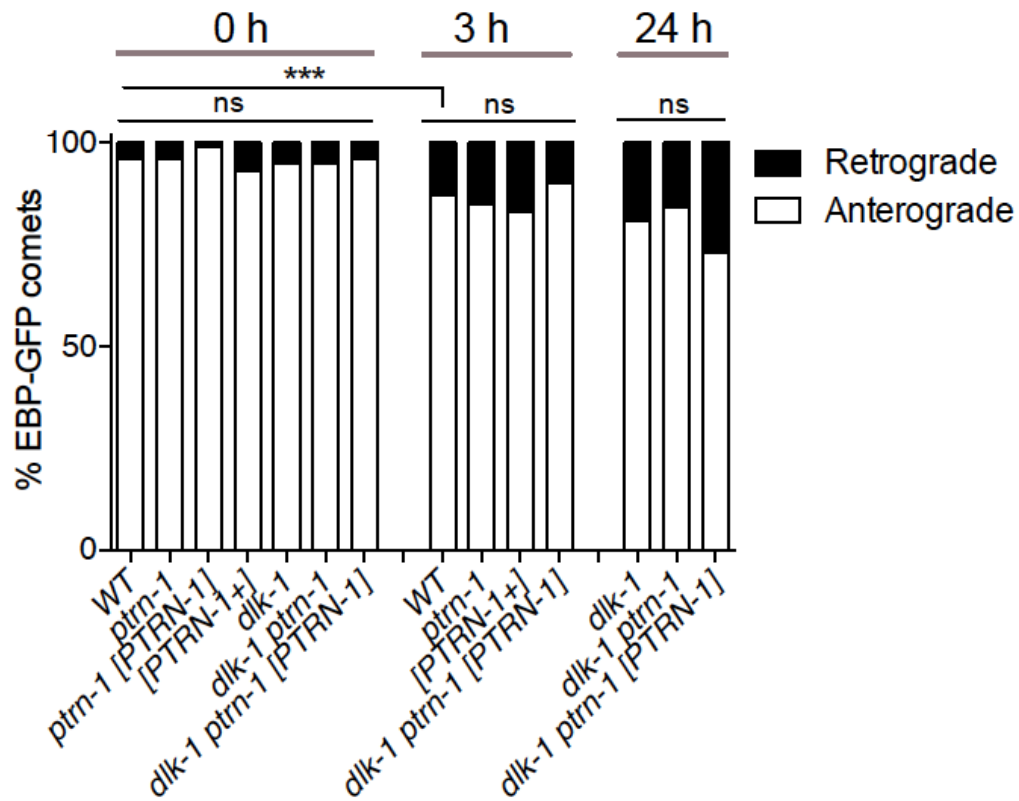 0 h
3 h
24 h
***
ns
ns
ns
100
50
0
% EBP-GFP comets
Retrograde
Anterograde
WT
ptrn-1
ptrn-1 [PTRN-1]
[PTRN-1+]
dlk-1
dlk-1 ptrn-1
dlk-1 ptrn-1 [PTRN-1]
WT
ptrn-1
[PTRN-1+]
dlk-1 ptrn-1 [PTRN-1]
dlk-1
dlk-1 ptrn-1
dlk-1 ptrn-1 [PTRN-1]